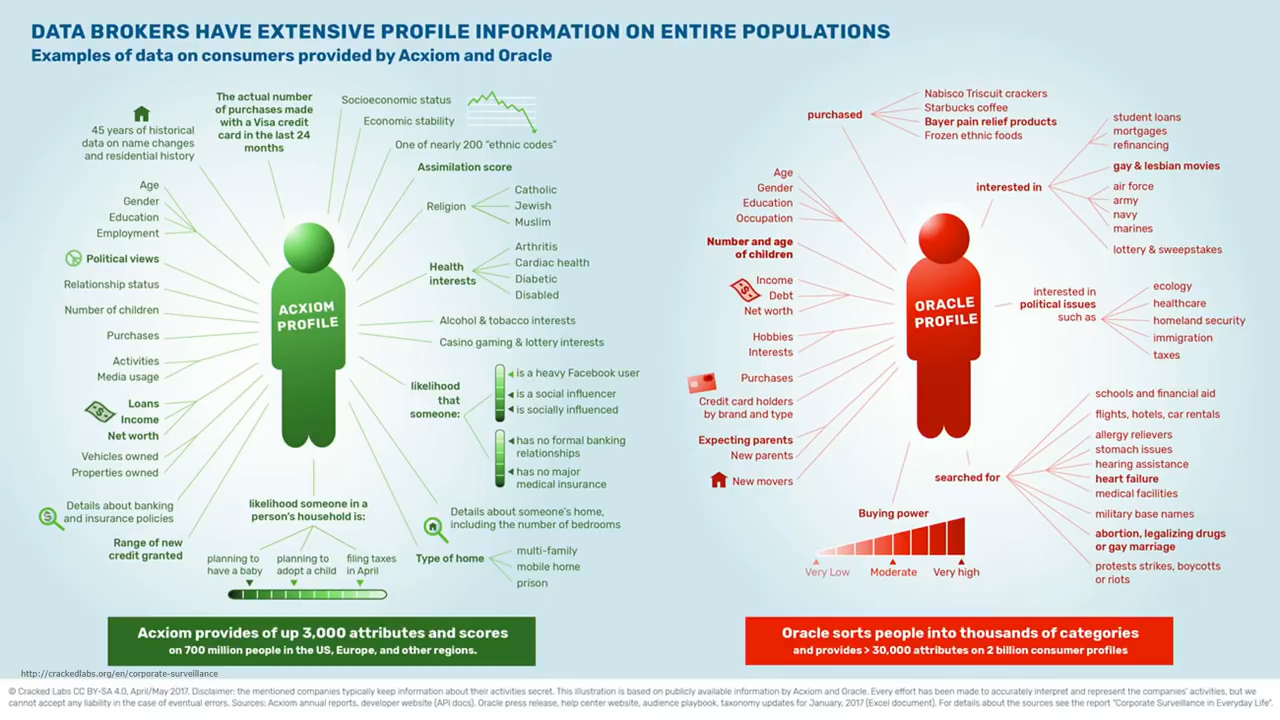 DATA BROKERS HAVE EXTENSIVE PROFILE INFORMATION ON ENTIRE POPULATIONS
Examples of data on consumers provided by Acxiom and Oracle
45 years of historical
data on name changes
and residential history
The actual number
of purchases made
with a Visa credit
card in the last 24
months
Socioeconomic status
Economic stability
One of nearly 200 "ethnic codes"
Assimilation score
Religion
Catholic
Jewish
Muslim
Health
interests
Arthritis
Cardiac health
Diabetic
Disabled
Alcohol & tobacco interests
Casino gaming & lottery interests
likelihood
that
someone:
is a heavy Facebook user
is a social influencer
is socially influenced
has no formal banking
relationships
has no major
medical insurance
Details about someone's home,
including the number of bedrooms
Type of home
multi-family
mobile home
prison
Age
Gender
Education
Employment
Political views
Relationship status
Number of children
Purchases
Activities
Media usage
Loans
Income
Net worth
Vehicles owned
Properties owned
Details about banking
and insurance policies
Range of new
credit granted
ACXIOM
PROFILE
likelihood someone in a
person's household is:
planning to
have a baby
planning to
adopt a child
filing taxes
in April
Acxiom provides of up 3,000 attributes and scores
on 700 million people in the US, Europe, and other regions.
purchased
Nabisco Triscuit crackers
Starbucks coffee
Bayer pain relief products
Frozen ethnic foods
interested in
student loans
mortgages
refinancing
gay & lesbian movies
air force
army
navy
marines
lottery & sweepstakes
interested in
political issues
such as
ecology
healthcare
homeland security
immigration
taxes
searched for
schools and financial aid
flights, hotels, car rentals
allergy relievers
stomach issues
hearing assistance
heart failure
medical facilities
military base names
abortion, legalizing drugs
or gay marriage
protests strikes, boycotts
or riots
Age
Gender
Education
Occupation
Number and age
of children
Income
Debt
Net worth
Hobbies
Interests
Purchases
Credit card holders
by brand and type
Expecting parents
New parents
New movers
ORACLE
PROFILE
Buying power
Very Low
Moderate
Very high
Oracle sorts people into thousands of categories
and provides > 30,000 attributes on 2 billion consumer profiles
http://crackedlabs.org/en/corporate-surveillance
© Cracked Labs CC BY-SA 4.0, April/May 2017. Disclaimer: the mentioned companies typically keep information about their activities secret. This illustration is based on publicly available information by Acxiom and Oracle. Every effort has been made to accurately interpret and represent the companies' activities, but we
cannot accept any liability in the case of eventual errors. Sources: Acxiom annual reports, developer website (API docs). Oracle press release, help center website, audience playbook, taxonomy updates for January, 2017 (Excel document). For details about the sources see the report "Corporate Surveillance in Everyday Life".